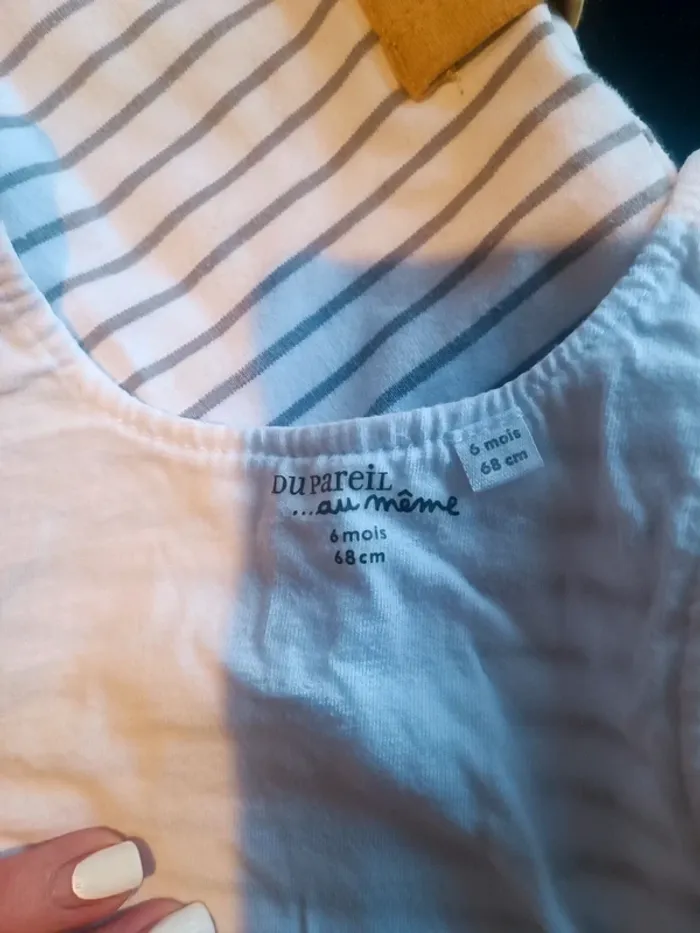 DU PAREIL
...au même
6 mois
68 cm
6 mois
68 cm